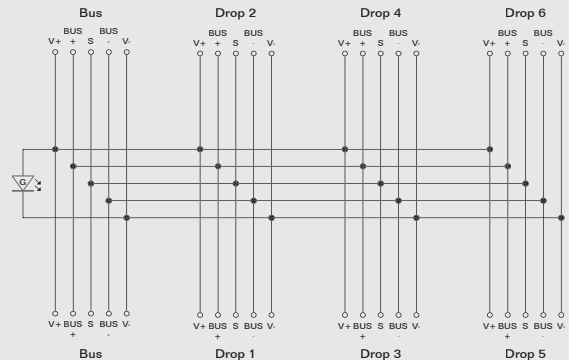 Bus Drop 2 Drop 4 Drop 6
BUS BUS BUS BUS BUS BUS BUS BUS
V+ + S - V- V+ + S - V- V+ + S - V- V+ + S - V-
G
V+ BUS S BUS V- V+ BUS S BUS V- V+ BUS S BUS V- V+ BUS S BUS V-
+ - + - + - + -
Bus Drop 1 Drop 3 Drop 5